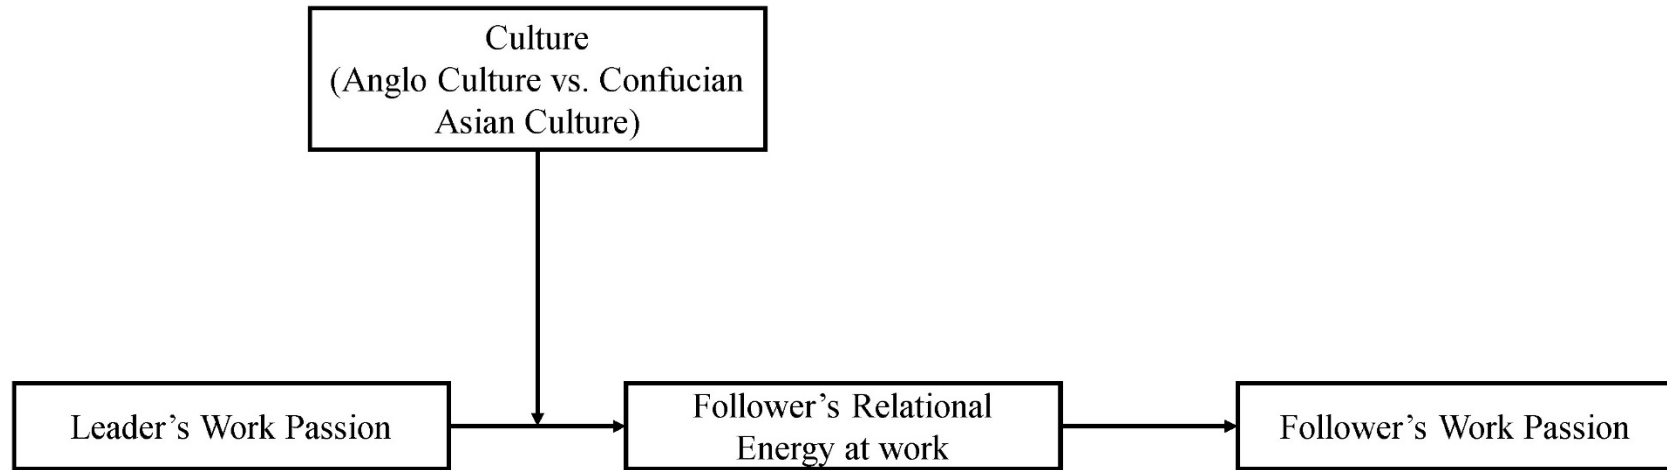 Culture
(Anglo Culture vs. Confucian
Asian Culture)
Leader’s Work Passion
Follower’s Relational
Energy at work
Follower’s Work Passion